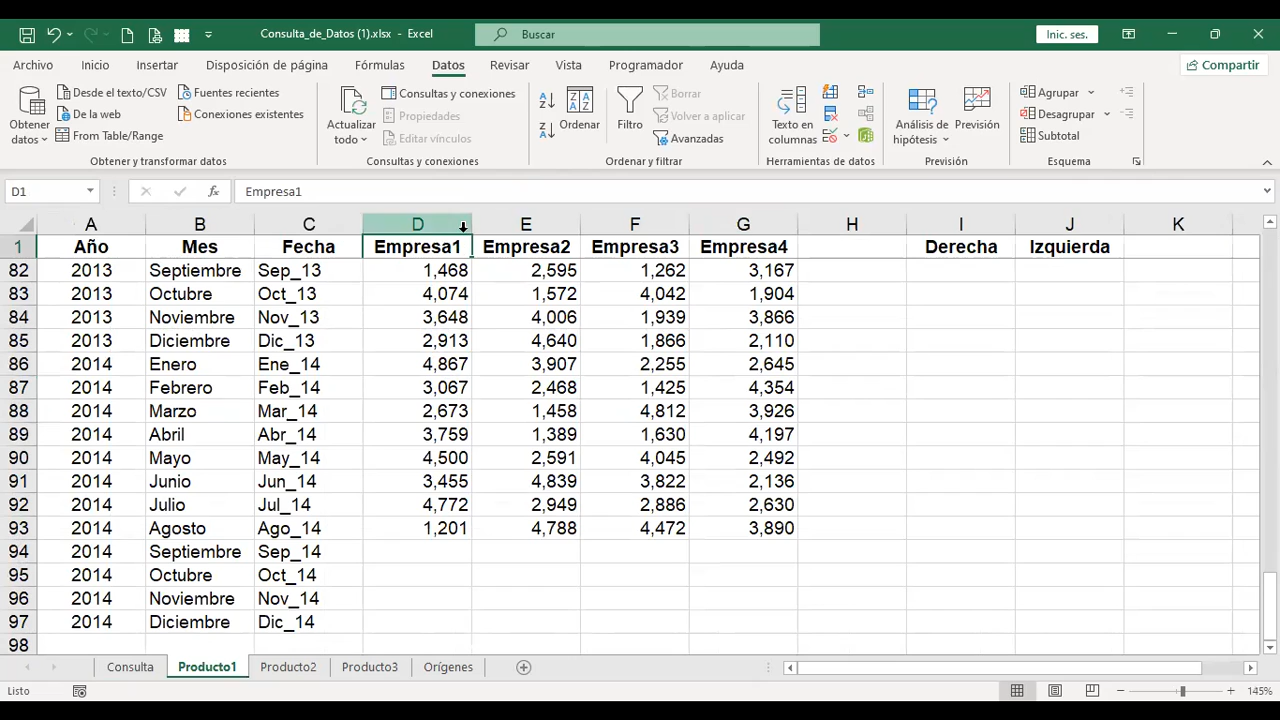 Consulta_de_Datos (1).xlsx - Excel
Buscar
Inic. ses.
Archivo Inicio Insertar Disposición de página Fórmulas Datos Revisar Vista Programador Ayuda
Compartir
Obtener datos
Desde el texto/CSV
De la web
From Table/Range
Fuentes recientes
Conexiones existentes
Obtener y transformar datos
Actualizar todo
Consultas y conexiones
Propiedades
Editar vínculos
Consultas y conexiones
Ordenar
Filtro
Borrar
Volver a aplicar
Avanzadas
Ordenar y filtrar
Texto en columnas
Herramientas de datos
Análisis de hipótesis
Previsión
Previsión
Agrupar
Desagrupar
Subtotal
Esquema
D1 fx Empresa1
A B C D E F G H I J K
1 Año Mes Fecha Empresa1 Empresa2 Empresa3 Empresa4 Derecha Izquierda
82 2013 Septiembre Sep_13 1,468 2,595 1,262 3,167
83 2013 Octubre Oct_13 4,074 1,572 4,042 1,904
84 2013 Noviembre Nov_13 3,648 4,006 1,939 3,866
85 2013 Diciembre Dic_13 2,913 4,640 1,866 2,110
86 2014 Enero Ene_14 4,867 3,907 2,255 2,645
87 2014 Febrero Feb_14 3,067 2,468 1,425 4,354
88 2014 Marzo Mar_14 2,673 1,458 4,812 3,926
89 2014 Abril Abr_14 3,759 1,389 1,630 4,197
90 2014 Mayo May_14 4,500 2,591 4,045 2,492
91 2014 Junio Jun_14 3,455 4,839 3,822 2,136
92 2014 Julio Jul_14 4,772 2,949 2,886 2,630
93 2014 Agosto Ago_14 1,201 4,788 4,472 3,890
94 2014 Septiembre Sep_14
95 2014 Octubre Oct_14
96 2014 Noviembre Nov_14
97 2014 Diciembre Dic_14
98
Consulta Producto1 Producto2 Producto3 Orígenes
Listo
145%